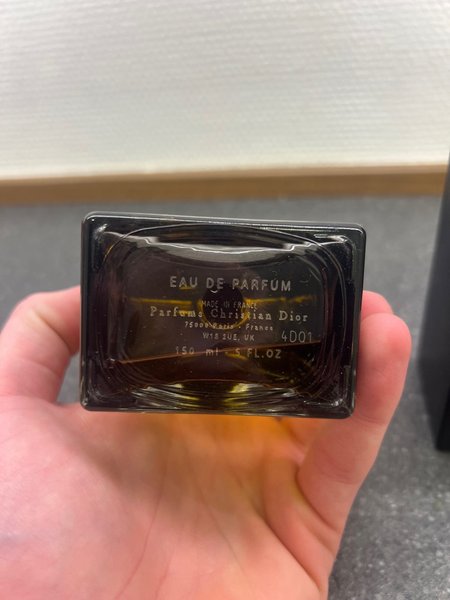 EAU DE PARFUM
MADE IN FRANCE
Parfums Christian Dior
75008 Paris - France
W1S 2UE, UK
4D01
150 ml - 5 FL.OZ